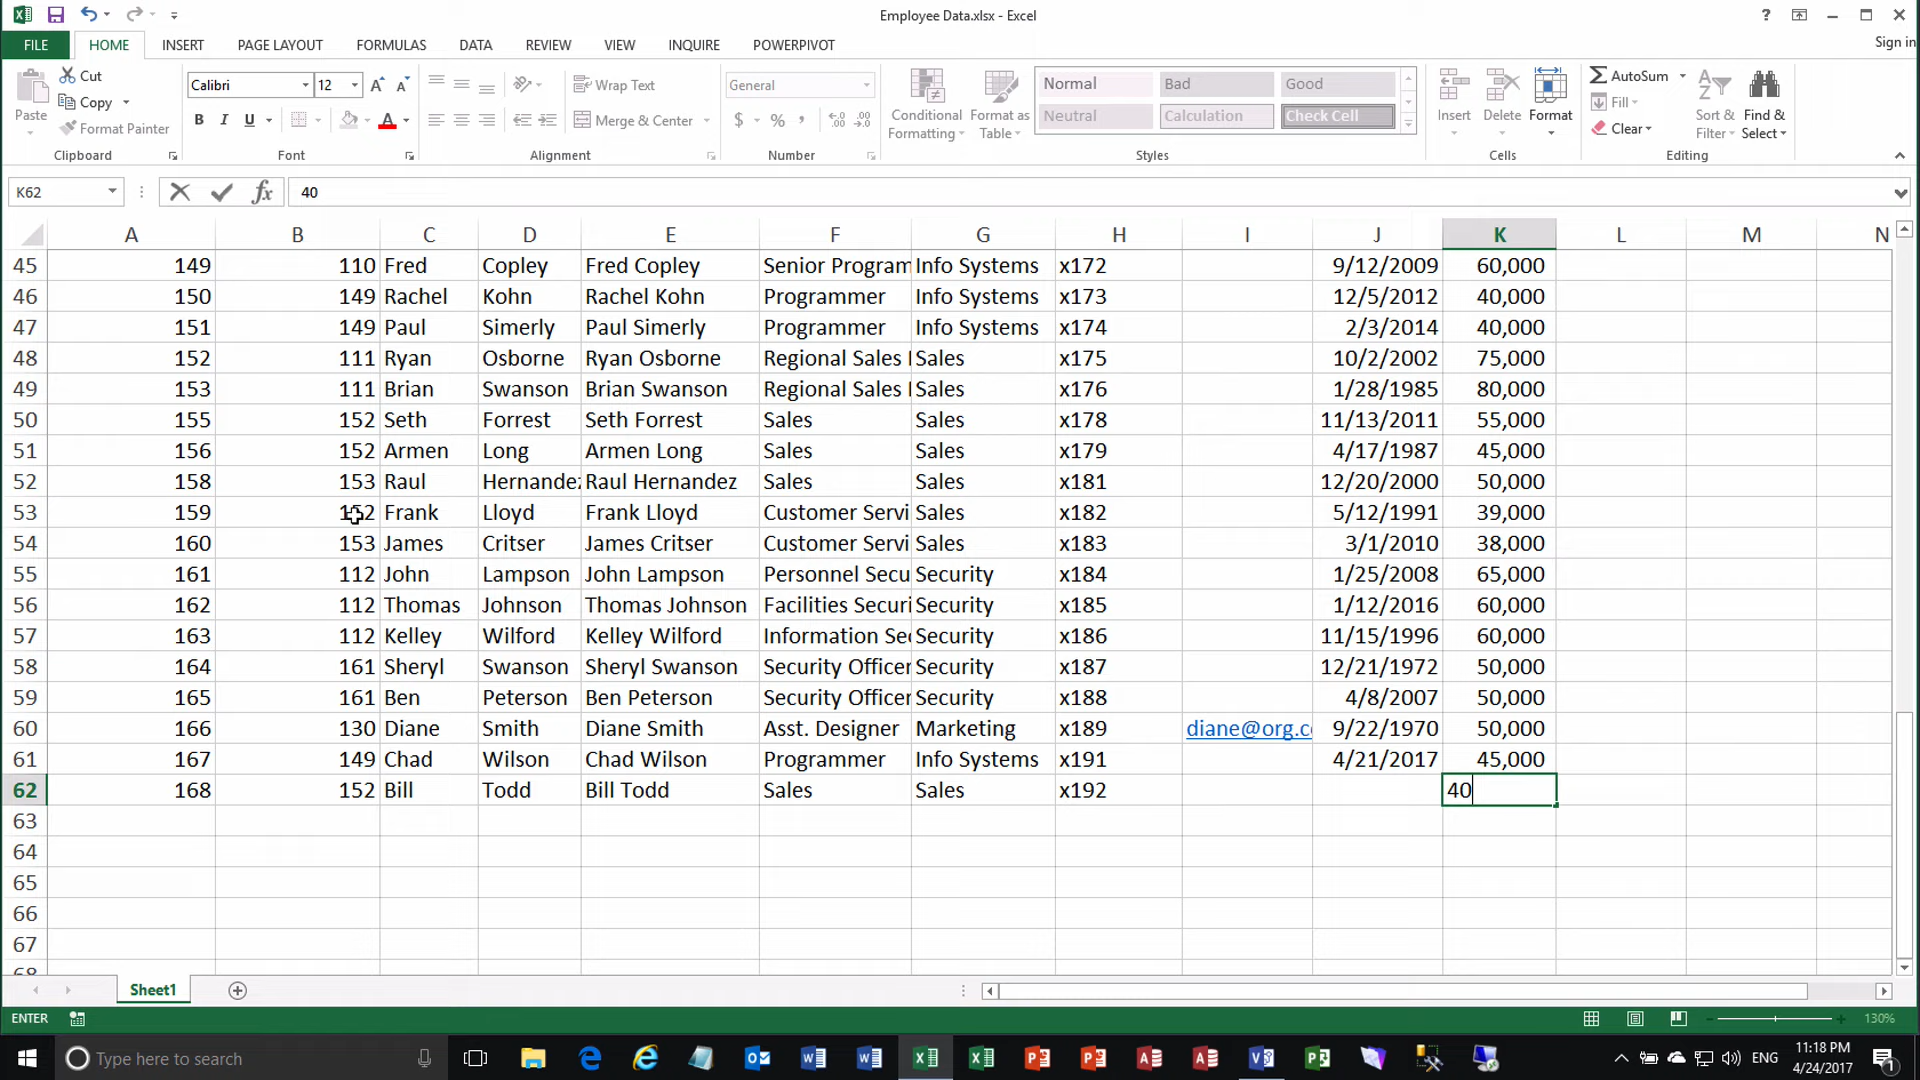 Employee Data.xlsx - Excel
Sign in
FILE HOME INSERT PAGE LAYOUT FORMULAS DATA REVIEW VIEW INQUIRE POWERPIVOT
Paste Cut Copy Format Painter
Calibri 12
B I U A
Wrap Text
Merge & Center
General
$ % ,
Conditional Formatting
Format as Table
Normal Bad Good
Neutral Calculation Check Cell
Insert Delete Format
AutoSum
Fill
Clear
Sort & Filter
Find & Select
Clipboard Font Alignment Number Styles Cells Editing
K62 fx 40
A B C D E F G H I J K L M N
45 149 110 Fred Copley Fred Copley Senior Program Info Systems x172 9/12/2009 60,000
46 150 149 Rachel Kohn Rachel Kohn Programmer Info Systems x173 12/5/2012 40,000
47 151 149 Paul Simerly Paul Simerly Programmer Info Systems x174 2/3/2014 40,000
48 152 111 Ryan Osborne Ryan Osborne Regional Sales Sales x175 10/2/2002 75,000
49 153 111 Brian Swanson Brian Swanson Regional Sales Sales x176 1/28/1985 80,000
50 155 152 Seth Forrest Seth Forrest Sales Sales x178 11/13/2011 55,000
51 156 152 Armen Long Armen Long Sales Sales x179 4/17/1987 45,000
52 158 153 Raul Hernandez Raul Hernandez Sales Sales x181 12/20/2000 50,000
53 159 152 Frank Lloyd Frank Lloyd Customer Servi Sales x182 5/12/1991 39,000
54 160 153 James Critser James Critser Customer Servi Sales x183 3/1/2010 38,000
55 161 112 John Lampson John Lampson Personnel Secu Security x184 1/25/2008 65,000
56 162 112 Thomas Johnson Thomas Johnson Facilities Securi Security x185 1/12/2016 60,000
57 163 112 Kelley Wilford Kelley Wilford Information Sec Security x186 11/15/1996 60,000
58 164 161 Sheryl Swanson Sheryl Swanson Security Officer Security x187 12/21/1972 50,000
59 165 161 Ben Peterson Ben Peterson Security Officer Security x188 4/8/2007 50,000
60 166 130 Diane Smith Diane Smith Asst. Designer Marketing x189 diane@org.c 9/22/1970 50,000
61 167 149 Chad Wilson Chad Wilson Programmer Info Systems x191 4/21/2017 45,000
62 168 152 Bill Todd Bill Todd Sales Sales x192 40
63
64
65
66
67
68
Sheet1
ENTER 130%
Type here to search
ENG
11:18 PM
4/24/2017
1